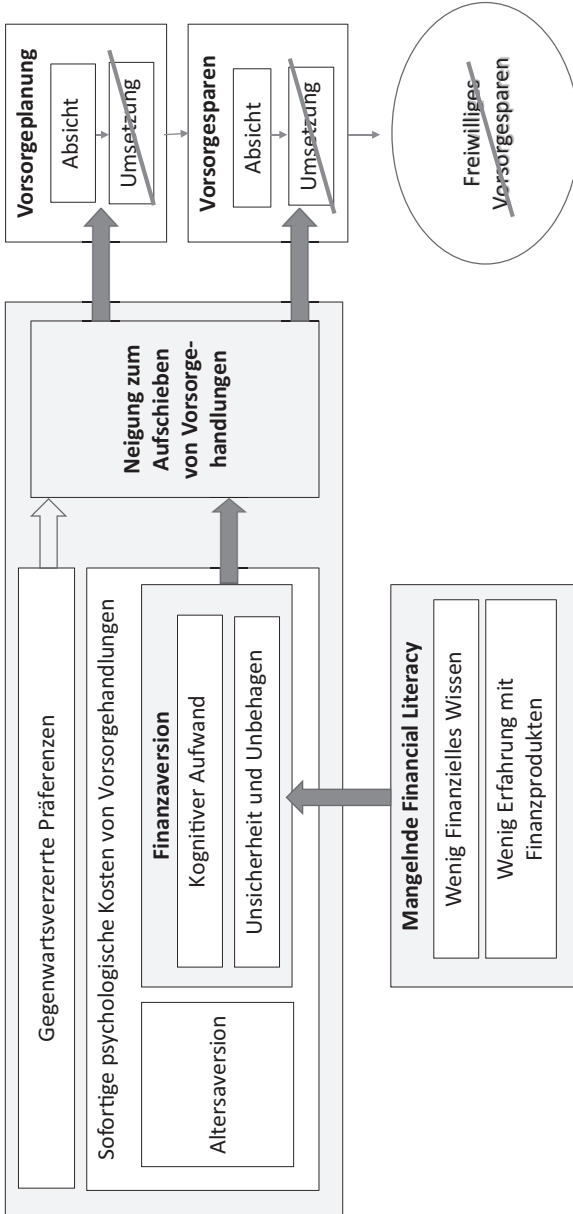 Gegenwartsverzerrte Präferenzen
Sofortige psychologische Kosten von Vorsorgehandlungen
Altersaversion
Finanzaversion
Kognitiver Aufwand
Unsicherheit und Unbehagen
Mangelnde Financial Literacy
Wenig Finanzielles Wissen
Wenig Erfahrung mit
Finanzprodukten
Neigung zum
Aufschieben
von Vorsorge-
handlungen
Vorsorgeplanung
Absicht
Umsetzung
Vorsorgesparen
Absicht
Umsetzung
Freiwilliges
Vorsorgesparen